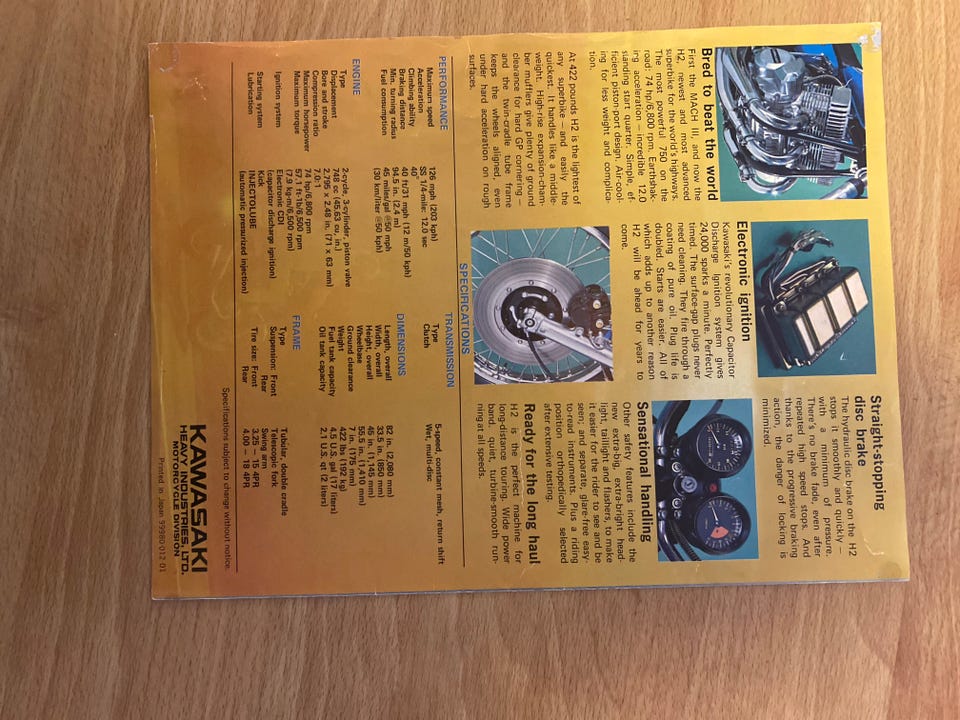 Bred to beat the world
First the MACH III, and now the
H2, newest and most advanced
superbike for the world's highways.
The most powerful 750 on the
road: 74 hp/6,800 rpm. Earthshak-
ing acceleration — incredible 12.0
standing start quarter. Simple, ef-
ficient piston-port design. Air-cool-
ing for less weight and complica-
tion.
At 422 pounds H2 is the lightest of
any superbike — and easily the
quickest. It handles like a middle-
weight. High-rise expansion-cham-
ber mufflers give plenty of ground
clearance for hard GP cornering —
and the two-cradle tube frame
keeps the wheels aligned, even
under hard acceleration on rough
surfaces.
Electronic ignition
Kawasaki's revolutionary Capacitor
Discharge Ignition system gives
24,000 sparks a minute. Perfectly
timed. The surface-gap plugs never
need cleaning. They fire through a
coating of pure oil. Plug life is
doubled. Starts are easier. All of
which adds up to another reason
H2 will be ahead for years to
come.
Straight-stopping
disc brake
The hydraulic disc brake on the H2
stops it smoothly and quickly —
with a minimum of pressure.
There's no brake fade, even after
repeated high speed stops. And
thanks to the progressive braking
action, the danger of locking is
minimized.
Sensational handling
Other safety features include the
new extra-big, extra-bright head-
light, taillight and flashers, to make
it easier for the rider to see and be
seen; and separate, glare-free easy-
to-read instruments. Plus a riding
position orthopedically selected
after extensive testing.
Ready for the long haul
H2 is the perfect machine for
long-distance touring. Wide power
band, quiet, turbine-smooth run-
ning at all speeds.
SPECIFICATIONS
PERFORMANCE
Maximum speed 126 mph (203 kph)
Acceleration SS 1/4-mile 12.0 sec
Climbing ability 40°
Braking distance 40 ft/31 mph (12 m/50 kph)
Min. turning radius 94.5 in. (2.4 m)
Fuel consumption 45 miles/gal @50 mph
(30 km/liter @50 kph)
ENGINE
Type 2-cycle, 3-cylinder, piston valve
Displacement 748 cc (45.63 cu. in.)
Bore and stroke 2.795 x 2.48 in. (71 x 63 mm)
Compression ratio 7.0:1
Maximum horsepower 74 hp/6,800 rpm
Maximum torque 57.1 ft-lb/6,500 rpm
(7.9 kg-m/6,500 rpm)
Ignition system Electronic CDI
(capacitor discharge ignition)
Starting system Kick
Lubrication INJECTOLUBE
(automatic pressurized injection)
TRANSMISSION
Type 5-speed, constant mesh, return shift
Clutch Wet, multi-disc
DIMENSIONS
Length, overall 82 in. (2,080 mm)
Width, overall 33.5 in. (850 mm)
Height, overall 45 in. (1,145 mm)
Wheelbase 55.5 in. (1,410 mm)
Ground clearance 7 in. (175 mm)
Weight 422 lbs (192 kg)
Fuel tank capacity 4.5 U.S. gal (17 liters)
Oil tank capacity 2.1 U.S. qt (2 liters)
FRAME
Type Tubular, double cradle
Suspension: Front Telescopic fork
Rear Swing arm
Tire size: Front 3.25 — 19 4PR
Rear 4.00 — 18 4PR
Specifications subject to change without notice.
KAWASAKI
HEAVY INDUSTRIES, LTD.
MOTORCYCLE DIVISION
Printed in Japan 99980-012-01